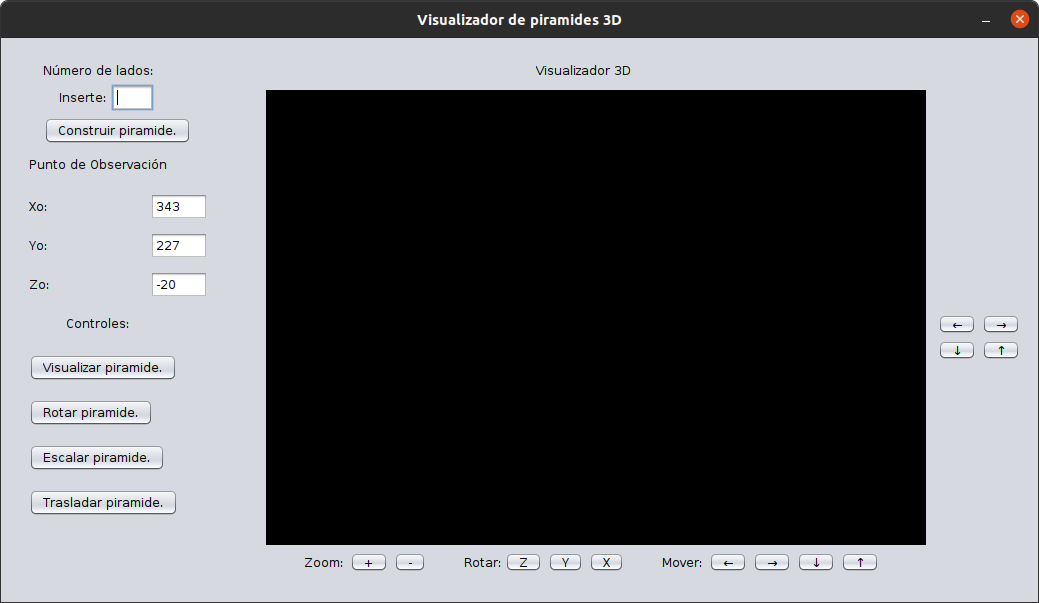 Visualizador de piramides 3D
Número de lados:
Inserte:
Construir piramide.
Punto de Observación
Xo: 343
Yo: 227
Zo: -20
Controles:
Visualizar piramide.
Rotar piramide.
Escalar piramide.
Trasladar piramide.
Visualizador 3D
← →
↓ ↑
Zoom: + - Rotar: Z Y X Mover: ← → ↓ ↑